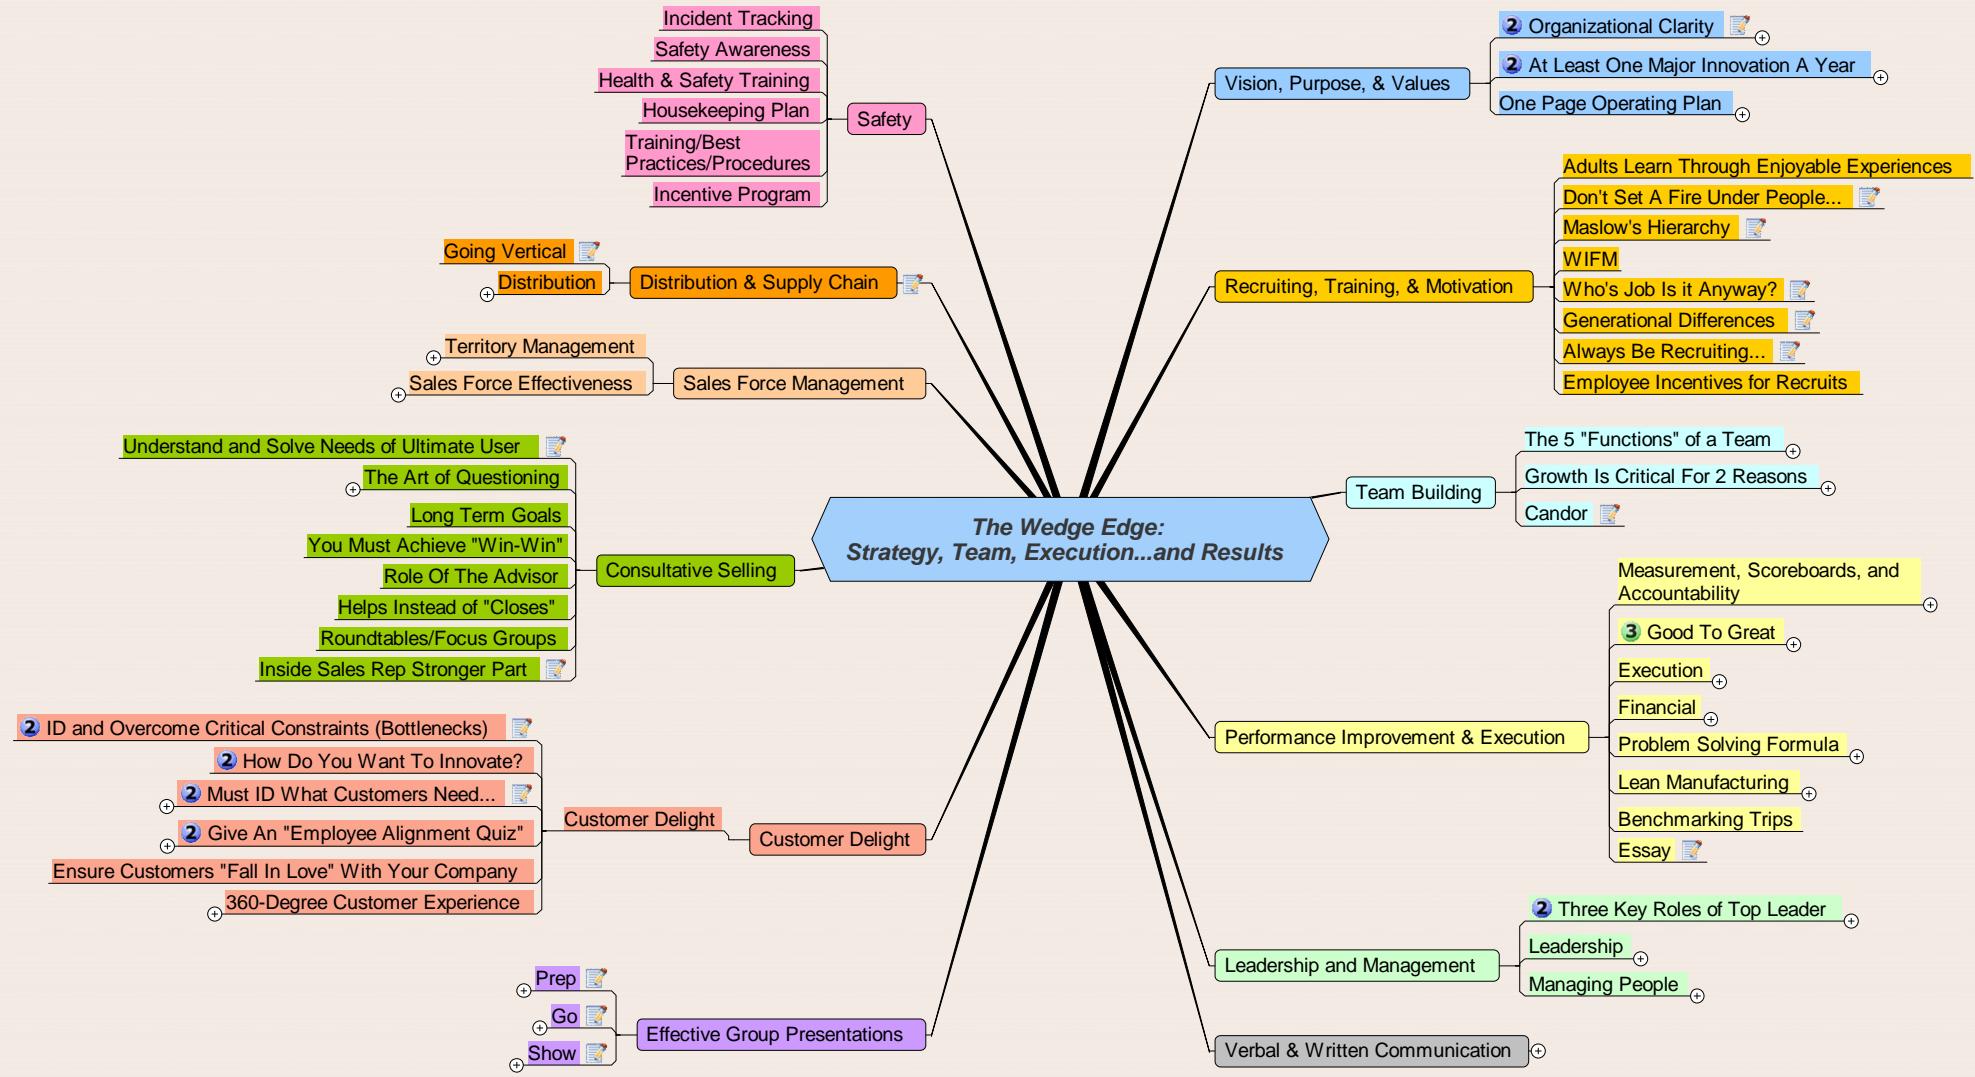 The Wedge Edge:
Strategy, Team, Execution...and Results
Vision, Purpose, & Values
2 Organizational Clarity
2 At Least One Major Innovation A Year
One Page Operating Plan
Recruiting, Training, & Motivation
Adults Learn Through Enjoyable Experiences
Don't Set A Fire Under People...
Maslow's Hierarchy
WIFM
Who's Job Is it Anyway?
Generational Differences
Always Be Recruiting...
Employee Incentives for Recruits
Team Building
The 5 "Functions" of a Team
Growth Is Critical For 2 Reasons
Candor
Performance Improvement & Execution
Measurement, Scoreboards, and
Accountability
3 Good To Great
Execution
Financial
Problem Solving Formula
Lean Manufacturing
Benchmarking Trips
Essay
Leadership and Management
2 Three Key Roles of Top Leader
Leadership
Managing People
Verbal & Written Communication
Safety
Incident Tracking
Safety Awareness
Health & Safety Training
Housekeeping Plan
Training/Best
Practices/Procedures
Incentive Program
Distribution & Supply Chain
Going Vertical
Distribution
Sales Force Management
Territory Management
Sales Force Effectiveness
Consultative Selling
Understand and Solve Needs of Ultimate User
The Art of Questioning
Long Term Goals
You Must Achieve "Win-Win"
Role Of The Advisor
Helps Instead of "Closes"
Roundtables/Focus Groups
Inside Sales Rep Stronger Part
Customer Delight
Customer Delight
2 ID and Overcome Critical Constraints (Bottlenecks)
2 How Do You Want To Innovate?
2 Must ID What Customers Need...
2 Give An "Employee Alignment Quiz"
Ensure Customers "Fall In Love" With Your Company
360-Degree Customer Experience
Effective Group Presentations
Prep
Go
Show